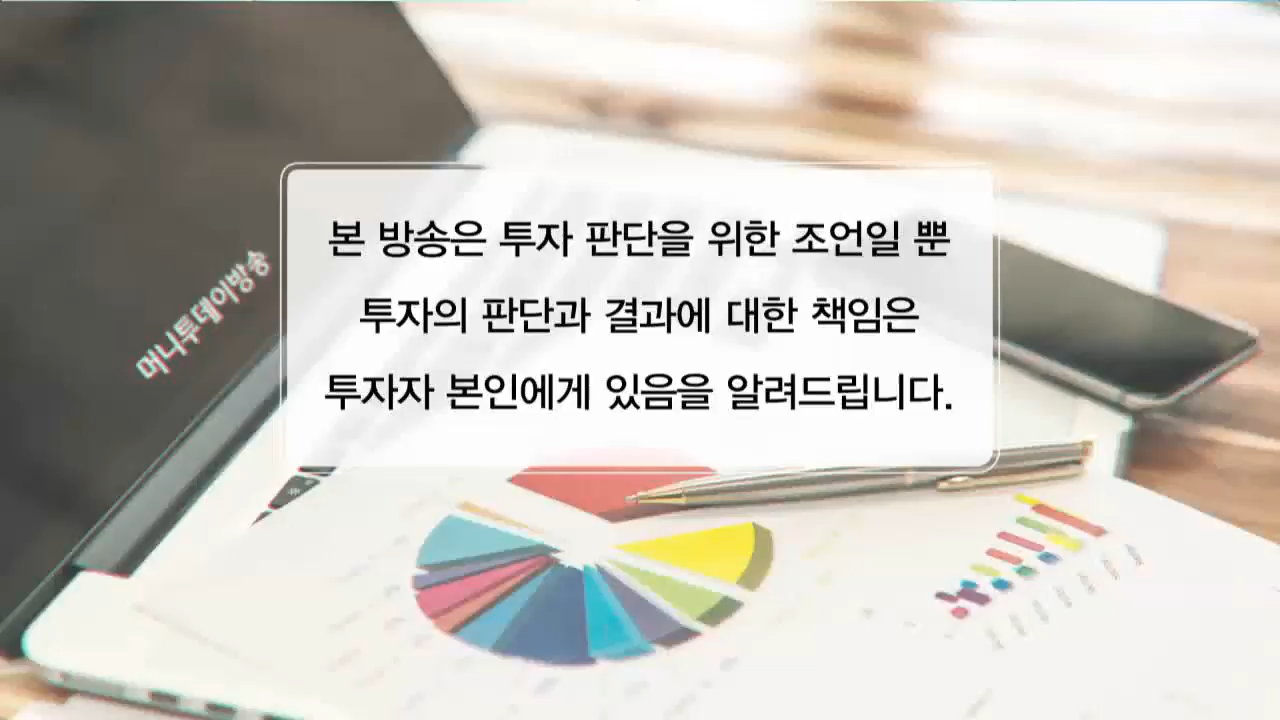 본 방송은 투자 판단을 위한 조언일 뿐
투자의 판단과 결과에 대한 책임은
투자자 본인에게 있음을 알려드립니다.
머니투데이방송